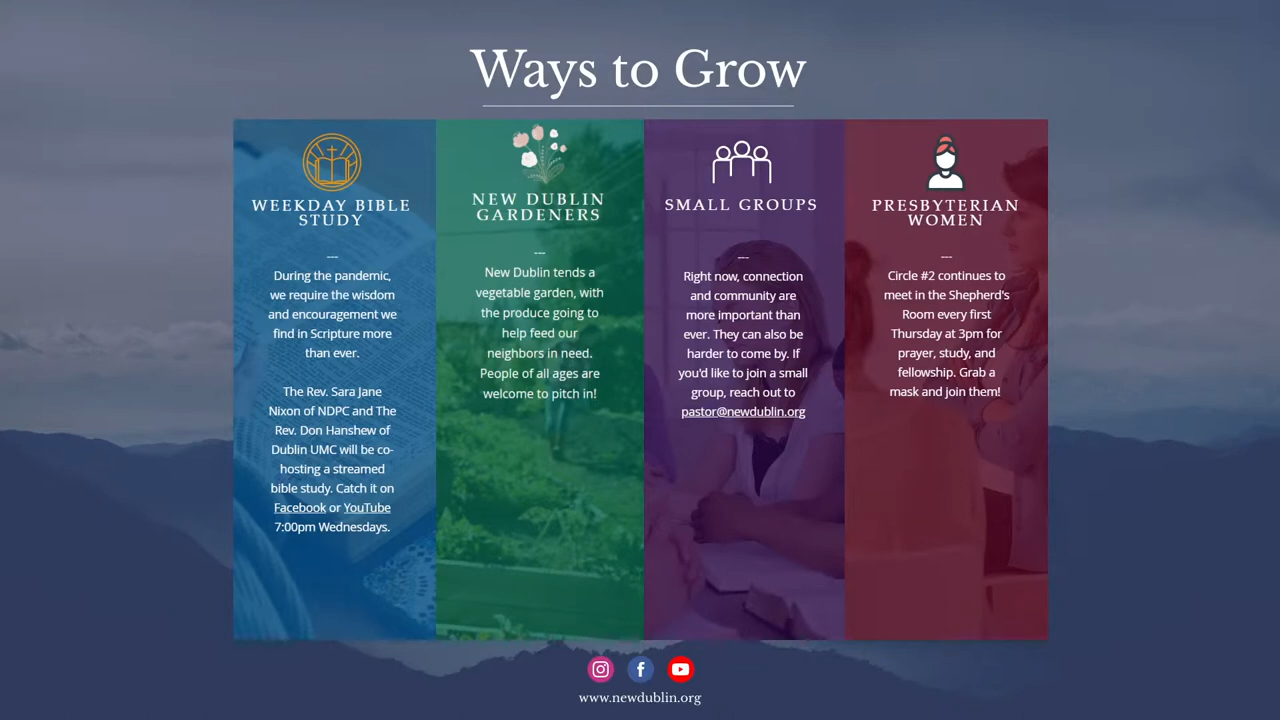 Ways to Grow
WEEKDAY BIBLE
STUDY
---
During the pandemic,
we require the wisdom
and encouragement we
find in Scripture more
than ever.
The Rev. Sara Jane
Nixon of NDPC and The
Rev. Don Hanshew of
Dublin UMC will be co-
hosting a streamed
bible study. Catch it on
Facebook or YouTube
7:00pm Wednesdays.
NEW DUBLIN
GARDENERS
---
New Dublin tends a
vegetable garden, with
the produce going to
help feed our
neighbors in need.
People of all ages are
welcome to pitch in!
SMALL GROUPS
---
Right now, connection
and community are
more important than
ever. They can also be
harder to come by. If
you'd like to join a small
group, reach out to
pastor@newdublin.org
PRESBYTERIAN
WOMEN
---
Circle #2 continues to
meet in the Shepherd's
Room every first
Thursday at 3pm for
prayer, study, and
fellowship. Grab a
mask and join them!
www.newdublin.org